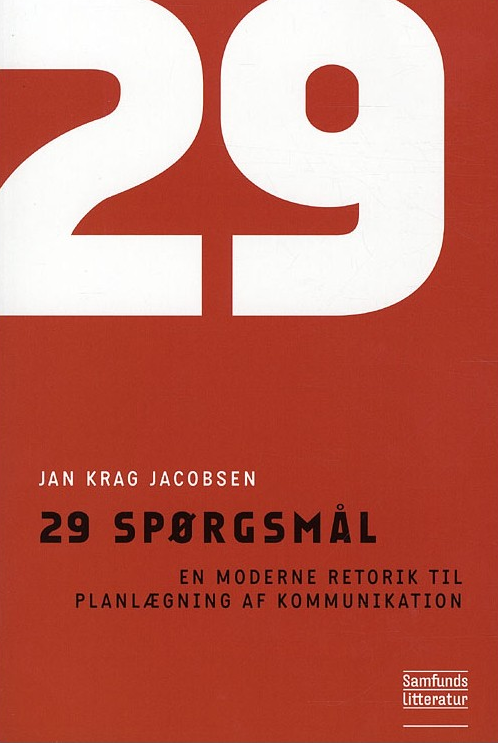 29
JAN KRAG JACOBSEN
29 SPØRGSMÅL
EN MODERNE RETORIK TIL
PLANLÆGNING AF KOMMUNIKATION
Samfunds
litteratur